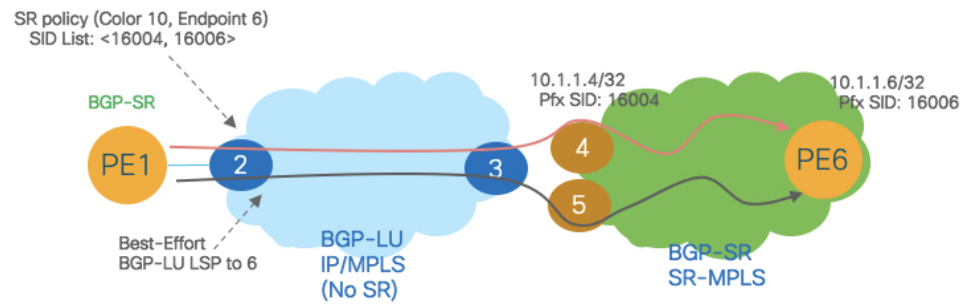 SR policy (Color 10, Endpoint 6)
SID List: <16004, 16006>
10.1.1.4/32
Pfx SID: 16004
10.1.1.6/32
Pfx SID: 16006
BGP-SR
PE1
2
3
4
5
PE6
Best-Effort
BGP-LU LSP to 6
BGP-LU
IP/MPLS
(No SR)
BGP-SR
SR-MPLS